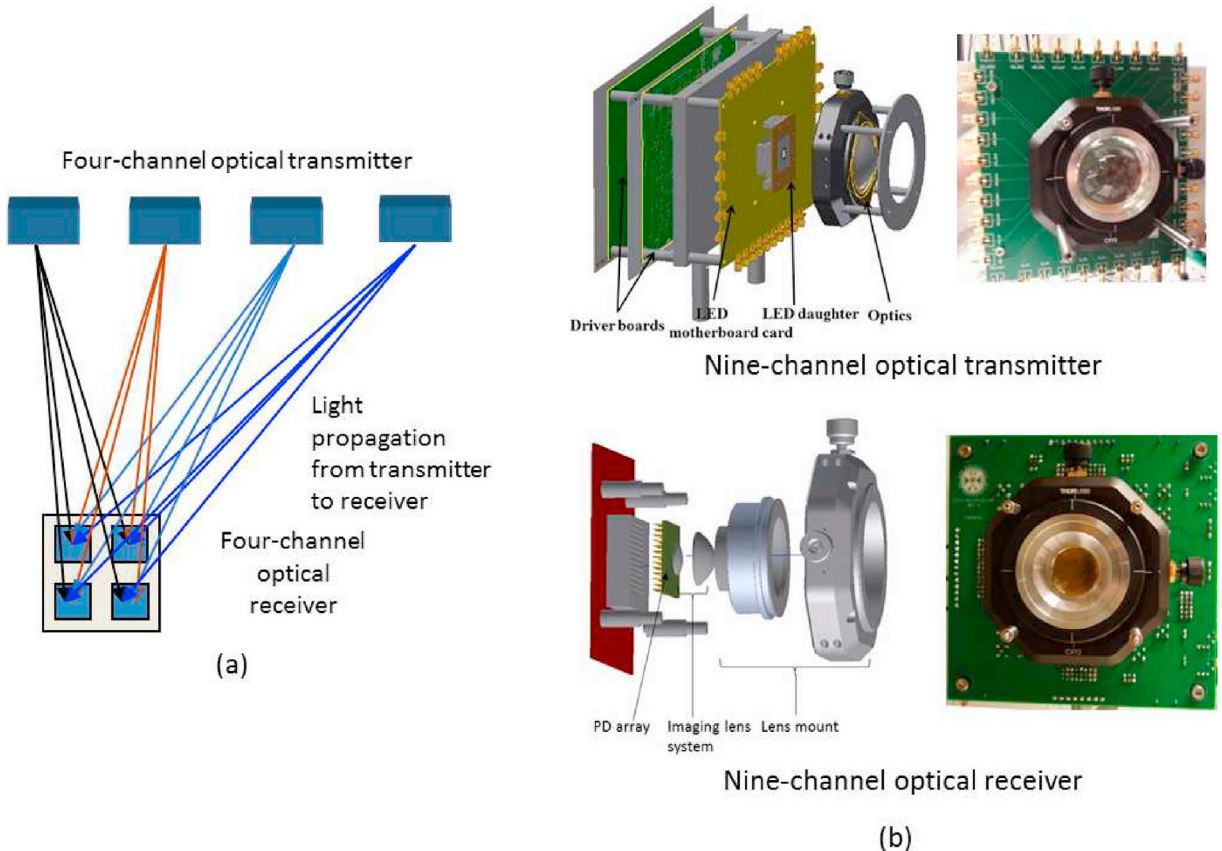 Four-channel optical transmitter
Light
propagation
from transmitter
to receiver
Four-channel
optical
receiver
(a)
Driver boards
LED
motherboard
LED daughter
card
Optics
Nine-channel optical transmitter
PD array
Imaging lens
system
Lens mount
Nine-channel optical receiver
(b)